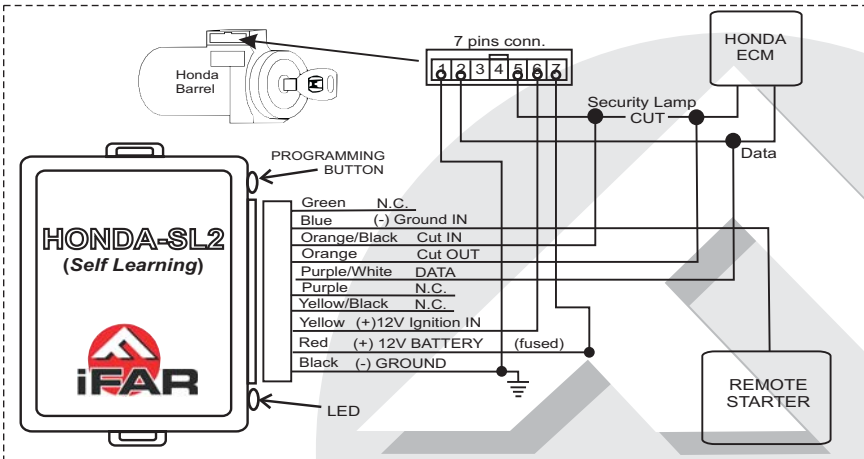 7 pins conn.
1 2 3 4 5 6 7
HONDA
ECM
Honda
Barrel
Security Lamp
CUT
Data
PROGRAMMING
BUTTON
HONDA-SL2
(Self Learning)
iFAR
Green N.C.
Blue (-) Ground IN
Orange/Black Cut IN
Orange Cut OUT
Purple/White DATA
Purple N.C.
Yellow/Black N.C.
Yellow (+)12V Ignition IN
Red (+) 12V BATTERY (fused)
Black (-) GROUND
LED
REMOTE
STARTER